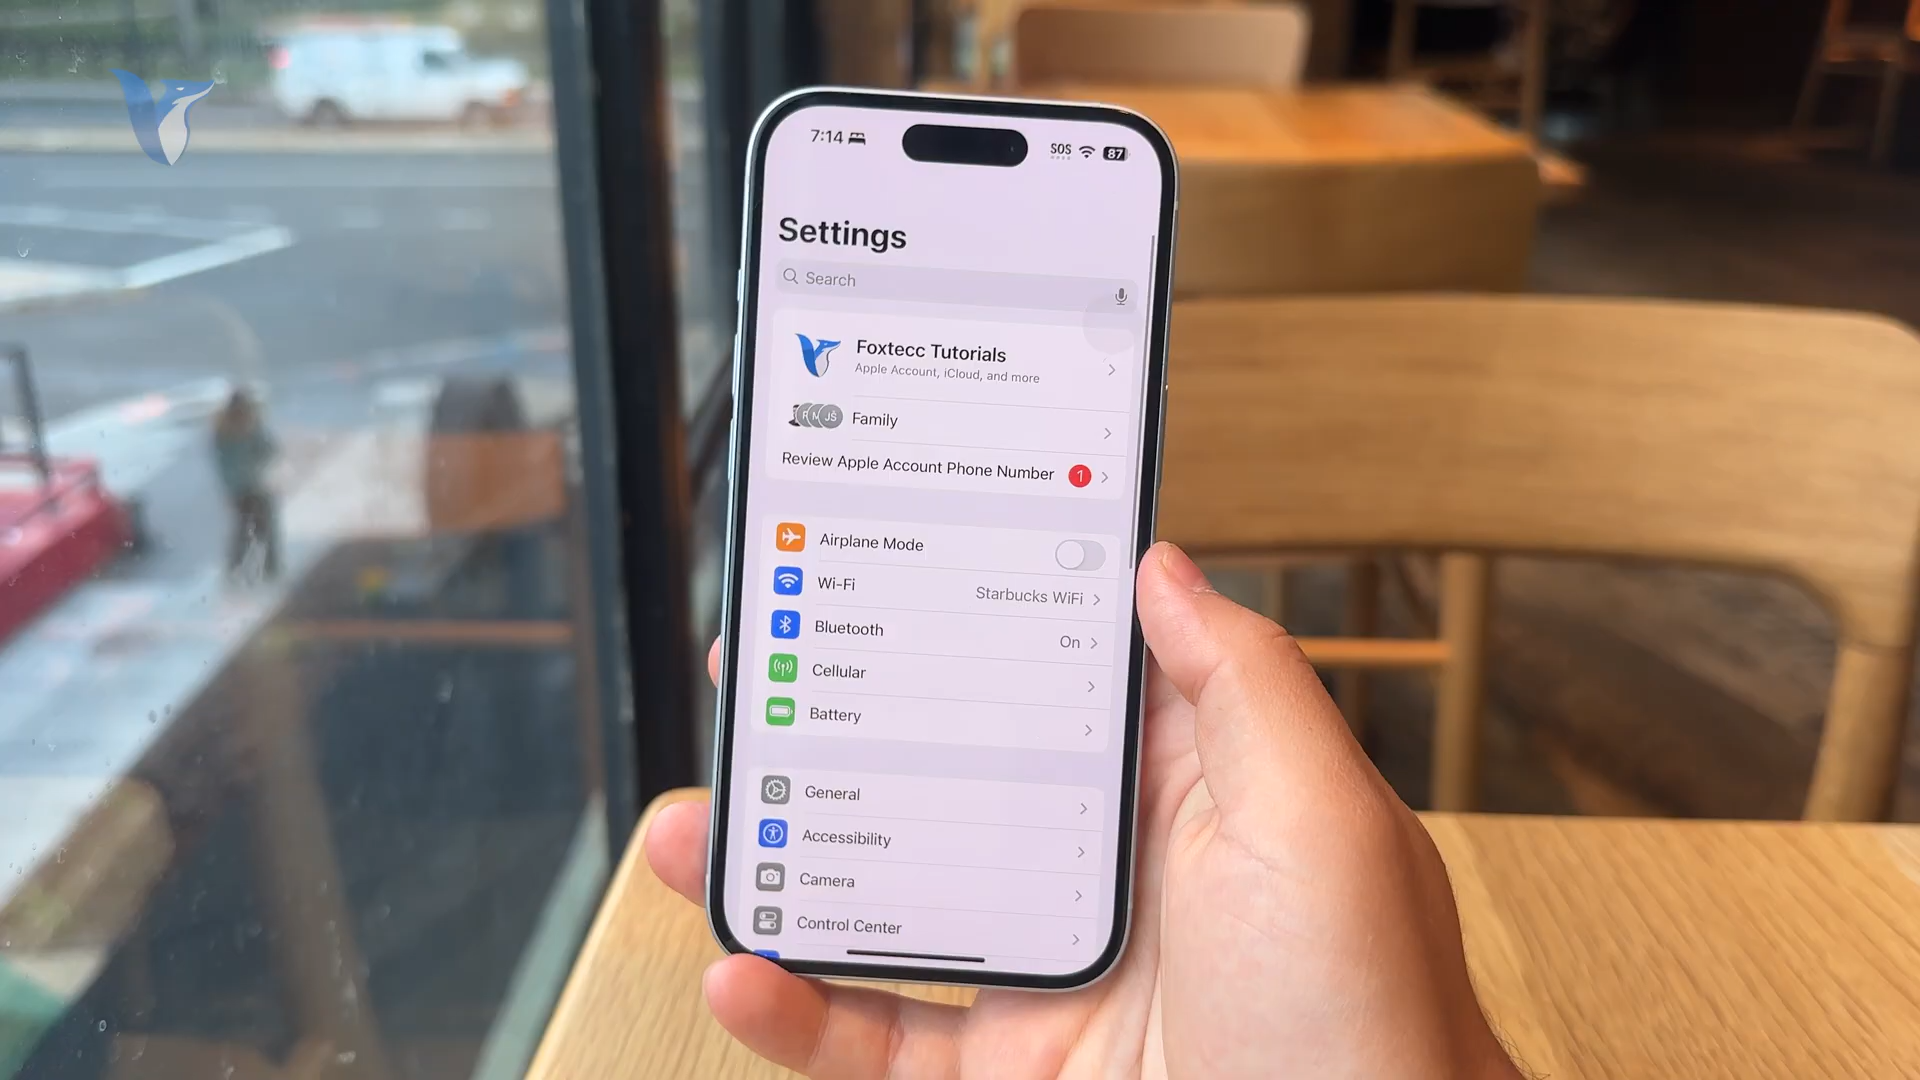 7:14
SOS
87
Settings
Search
Foxtecc Tutorials
Apple Account, iCloud, and more
JŠ
Family
Review Apple Account Phone Number 1
Airplane Mode
Wi-Fi Starbucks WiFi
Bluetooth On
Cellular
Battery
General
Accessibility
Camera
Control Center